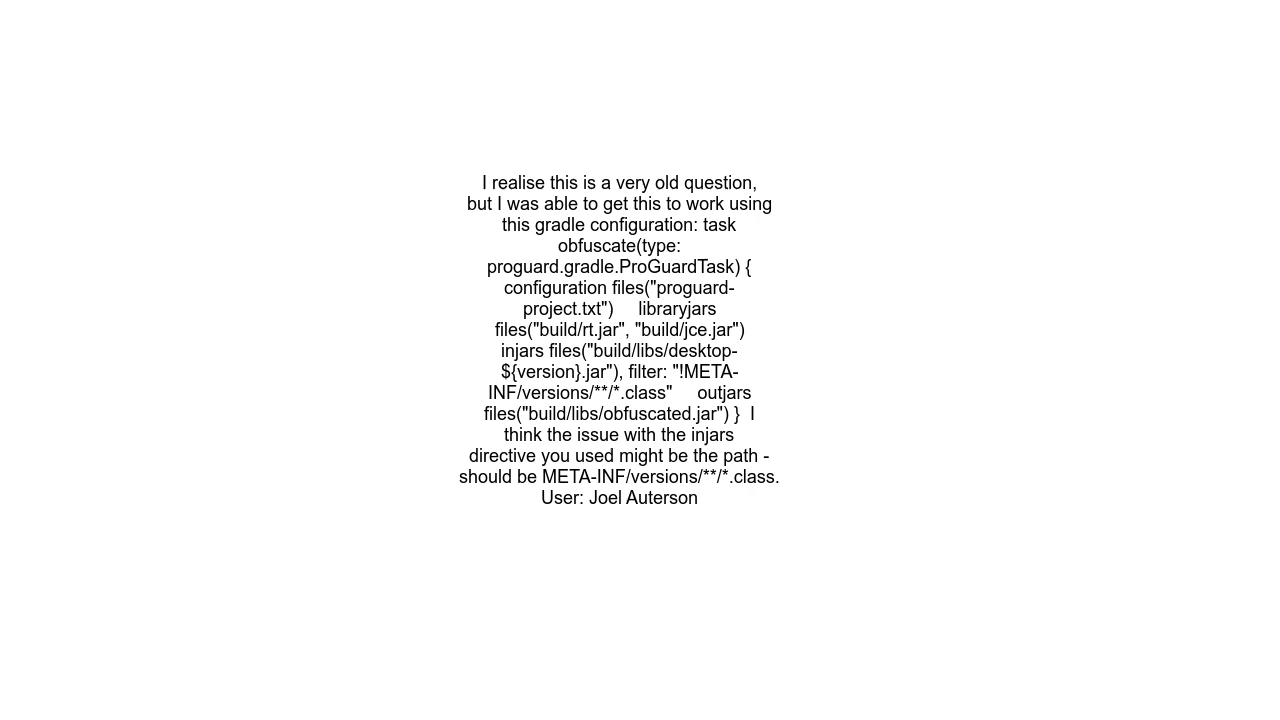 I realise this is a very old question,
but I was able to get this to work using
this gradle configuration: task
obfuscate(type:
proguard.gradle.ProGuardTask) {
configuration files("proguard-
project.txt")     libraryjars
files("build/rt.jar", "build/jce.jar")
injars files("build/libs/desktop-
${version}.jar"), filter: "!META-
INF/versions/**/*.class"     outjars
files("build/libs/obfuscated.jar") }  I
think the issue with the injars
directive you used might be the path -
should be META-INF/versions/**/*.class.
User: Joel Auterson